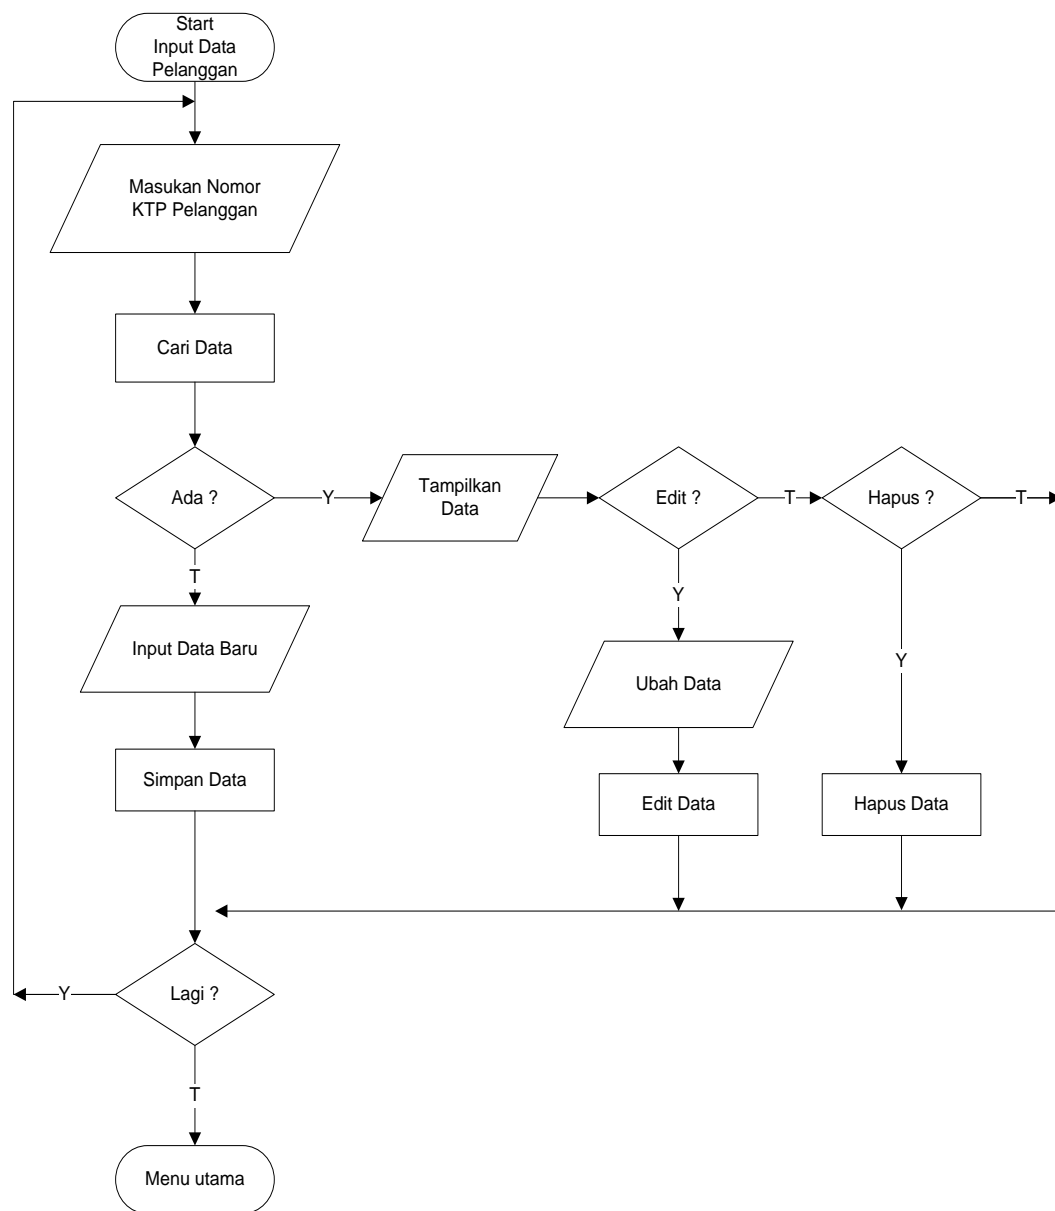 Start
Input Data
Pelanggan
Masukan Nomor
KTP Pelanggan
Cari Data
Ada ?
Y
Tampilkan
Data
Edit ?
T
Hapus ?
T
T
Input Data Baru
Y
Ubah Data
Y
Simpan Data
Edit Data
Hapus Data
Lagi ?
Y
T
Menu utama